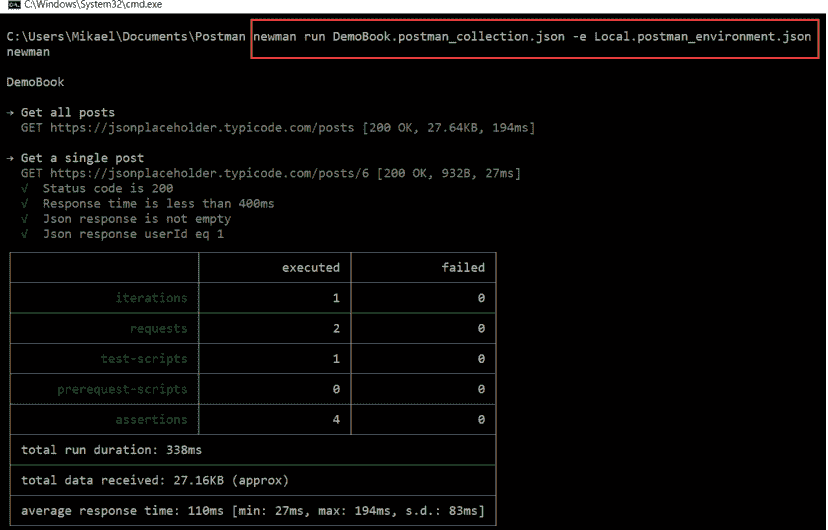 C:\Windows\System32\cmd.exe
C:\Users\Mikael\Documents\Postman newman run DemoBook.postman_collection.json -e Local.postman_environment.json
newman
DemoBook
→ Get all posts
GET https://jsonplaceholder.typicode.com/posts [200 OK, 27.64KB, 194ms]
→ Get a single post
GET https://jsonplaceholder.typicode.com/posts/6 [200 OK, 932B, 27ms]
√ Status code is 200
√ Response time is less than 400ms
√ Json response is not empty
√ Json response userId eq 1
executed failed
iterations 1 0
requests 2 0
test-scripts 1 0
prerequest-scripts 0 0
assertions 4 0
total run duration: 338ms
total data received: 27.16KB (approx)
average response time: 110ms [min: 27ms, max: 194ms, s.d.: 83ms]